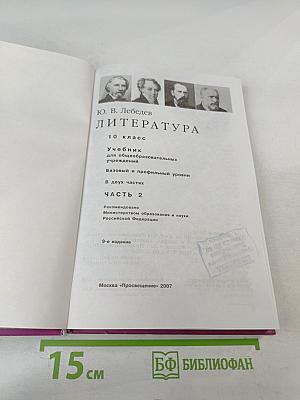 Ю. В. Лебедев
ЛИТЕРАТУРА
10 класс
Учебник
для общеобразовательных
учреждений
Базовый и профильный уровни
В двух частях
ЧАСТЬ 2
Рекомендовано
Министерством образования и науки
Российской Федерации
9-е издание
Москва «Просвещение» 2007
15 см
БФ БИБЛИОФАН